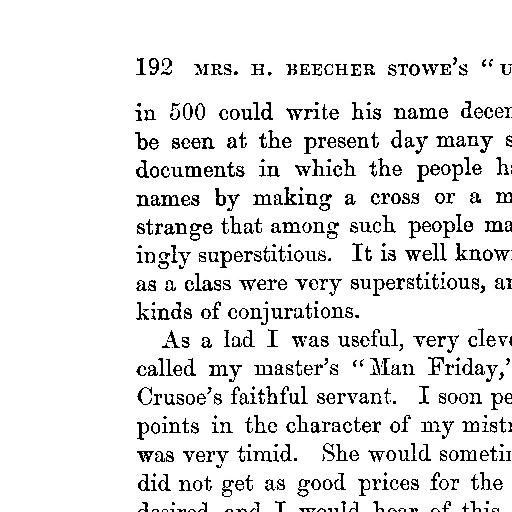 192 MRS. H. BEECHER STOWE'S "U
in 500 could write his name decen
be seen at the present day many s
documents in which the people ha
names by making a cross or a m
strange that among such people ma
ingly superstitious. It is well know
as a class were very superstitious, an
kinds of conjurations.
As a lad I was useful, very cleve
called my master's "Man Friday,'
Crusoe's faithful servant. I soon pe
points in the character of my mistr
was very timid. She would someti
did not get as good prices for the
desired, and I would hear of this